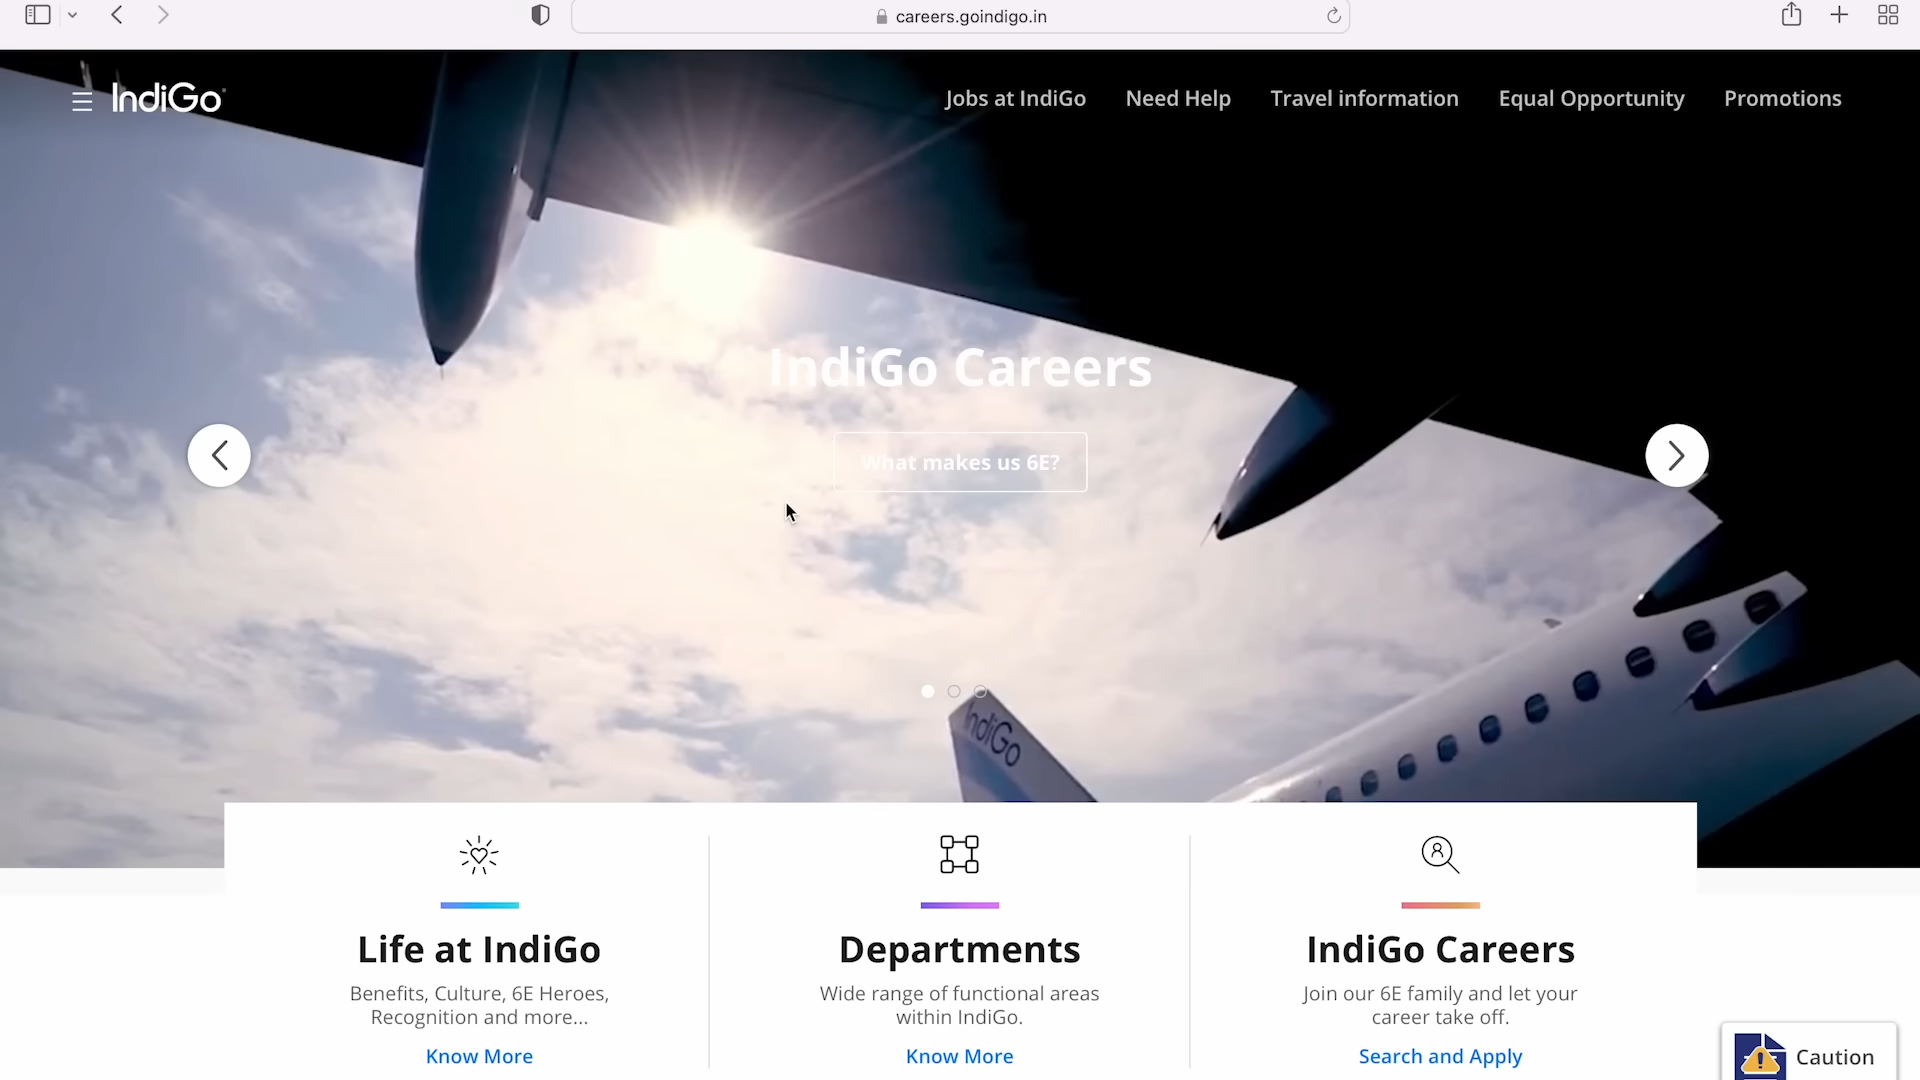 careers.goindigo.in
IndiGo
Jobs at IndiGo
Need Help
Travel information
Equal Opportunity
Promotions
IndiGo Careers
What makes us 6E?
IndiGo
Life at IndiGo
Benefits, Culture, 6E Heroes,
Recognition and more...
Know More
Departments
Wide range of functional areas
within IndiGo.
Know More
IndiGo Careers
Join our 6E family and let your
career take off.
Search and Apply
Caution